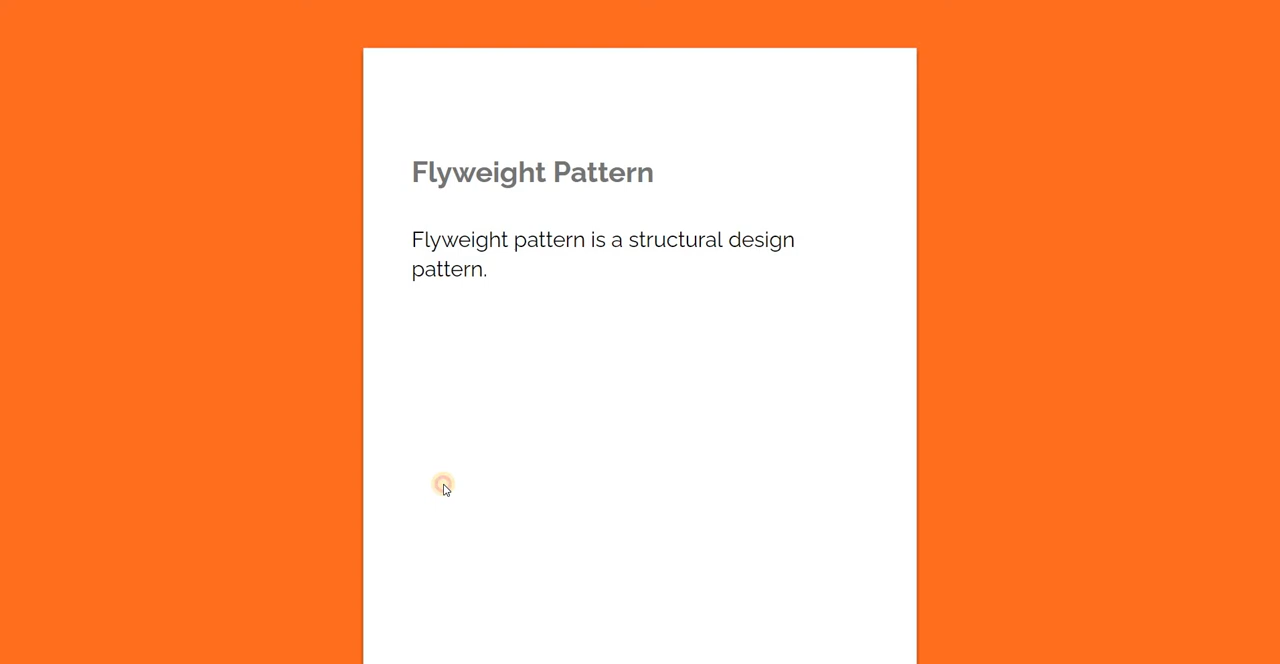 Flyweight Pattern
Flyweight pattern is a structural design
pattern.